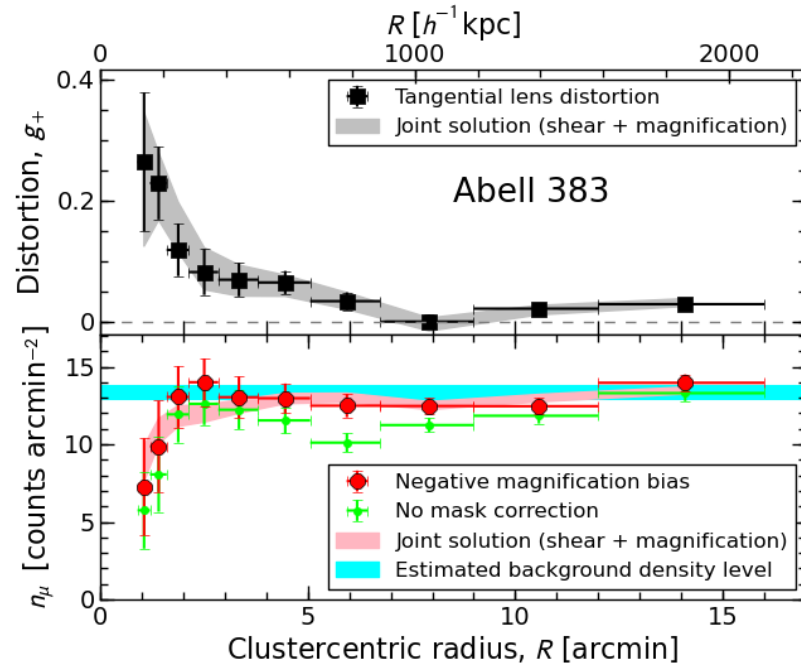 R [h⁻¹ kpc]
0 1000 2000
0.4
0.2
0
Distortion, g₊
Tangential lens distortion
Joint solution (shear + magnification)
Abell 383
15
10
5
0
n_μ [counts arcmin⁻²]
Negative magnification bias
No mask correction
Joint solution (shear + magnification)
Estimated background density level
0 5 10 15
Clustercentric radius, R [arcmin]